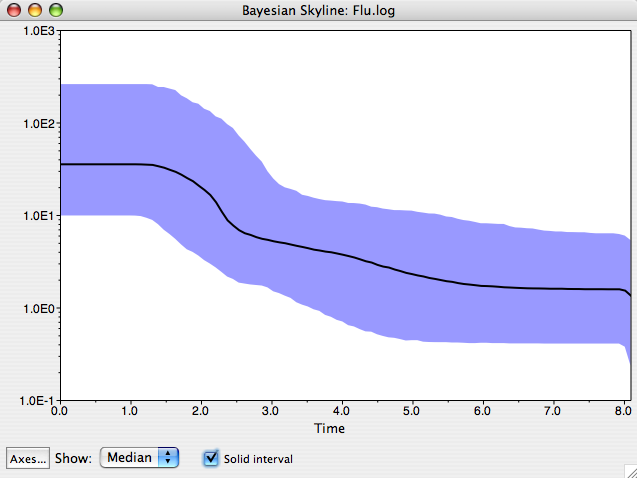 Bayesian Skyline: Flu.log
1.0E3
1.0E2
1.0E1
1.0E0
1.0E-1
0.0 1.0 2.0 3.0 4.0 5.0 6.0 7.0 8.0
Time
Axes... Show: Median Solid interval